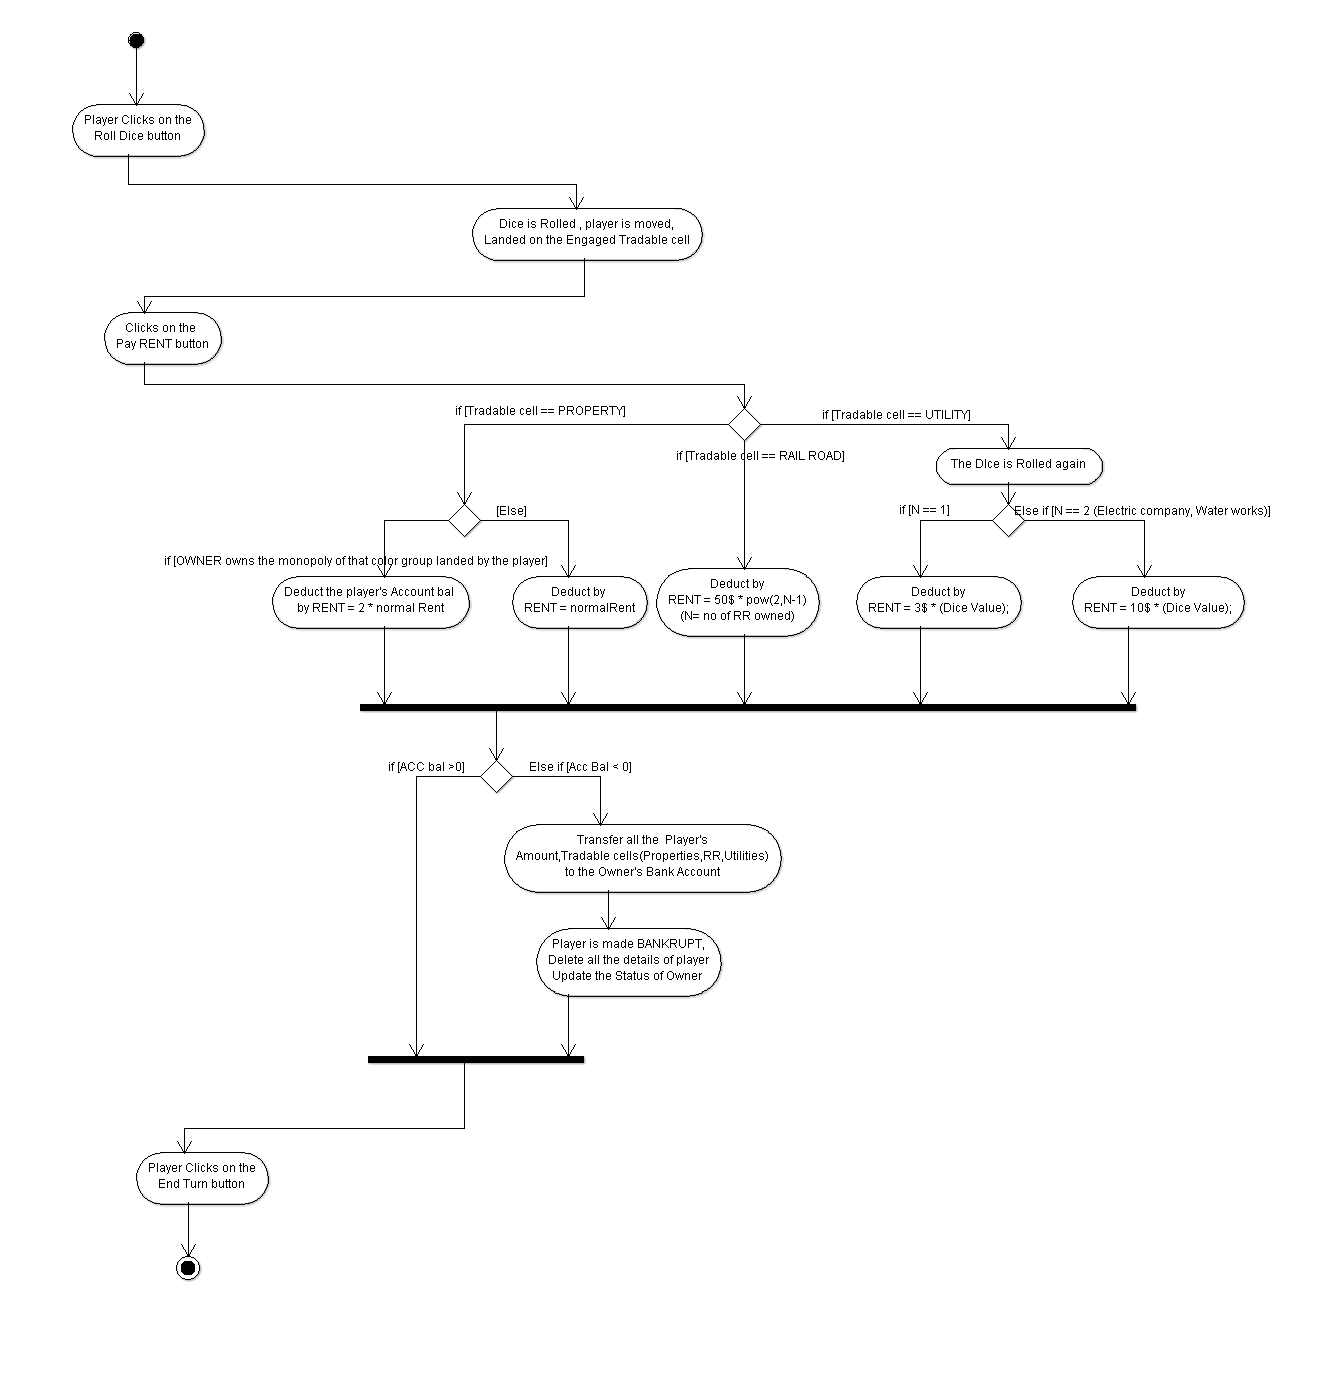 Player Clicks on the
Roll Dice button
Dice is Rolled , player is moved,
Landed on the Engaged Tradable cell
Clicks on the
Pay RENT button
if [Tradable cell == PROPERTY]
if [Tradable cell == UTILITY]
if [Tradable cell == RAIL ROAD]
The DIce is Rolled again
[Else]
if [N == 1]
Else if [N == 2 (Electric company, Water works)]
if [OWNER owns the monopoly of that color group landed by the player]
Deduct the player's Account bal
by RENT = 2 * normal Rent
Deduct by
RENT = normalRent
Deduct by
RENT = 50$ * pow(2,N-1)
(N= no of RR owned)
Deduct by
RENT = 3$ * (Dice Value);
Deduct by
RENT = 10$ * (Dice Value);
if [ACC bal >0]
Else if [Acc Bal < 0]
Transfer all the  Player's
Amount,Tradable cells(Properties,RR,Utilities)
to the Owner's Bank Account
Player is made BANKRUPT,
Delete all the details of player
Update the Status of Owner
Player Clicks on the
End Turn button